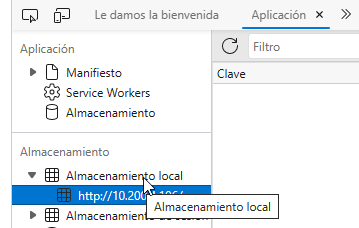 Le damos la bienvenida
Aplicación
Aplicación
Filtro
Manifiesto
Clave
Service Workers
Almacenamiento
Almacenamiento
Almacenamiento local
Almacenamiento local